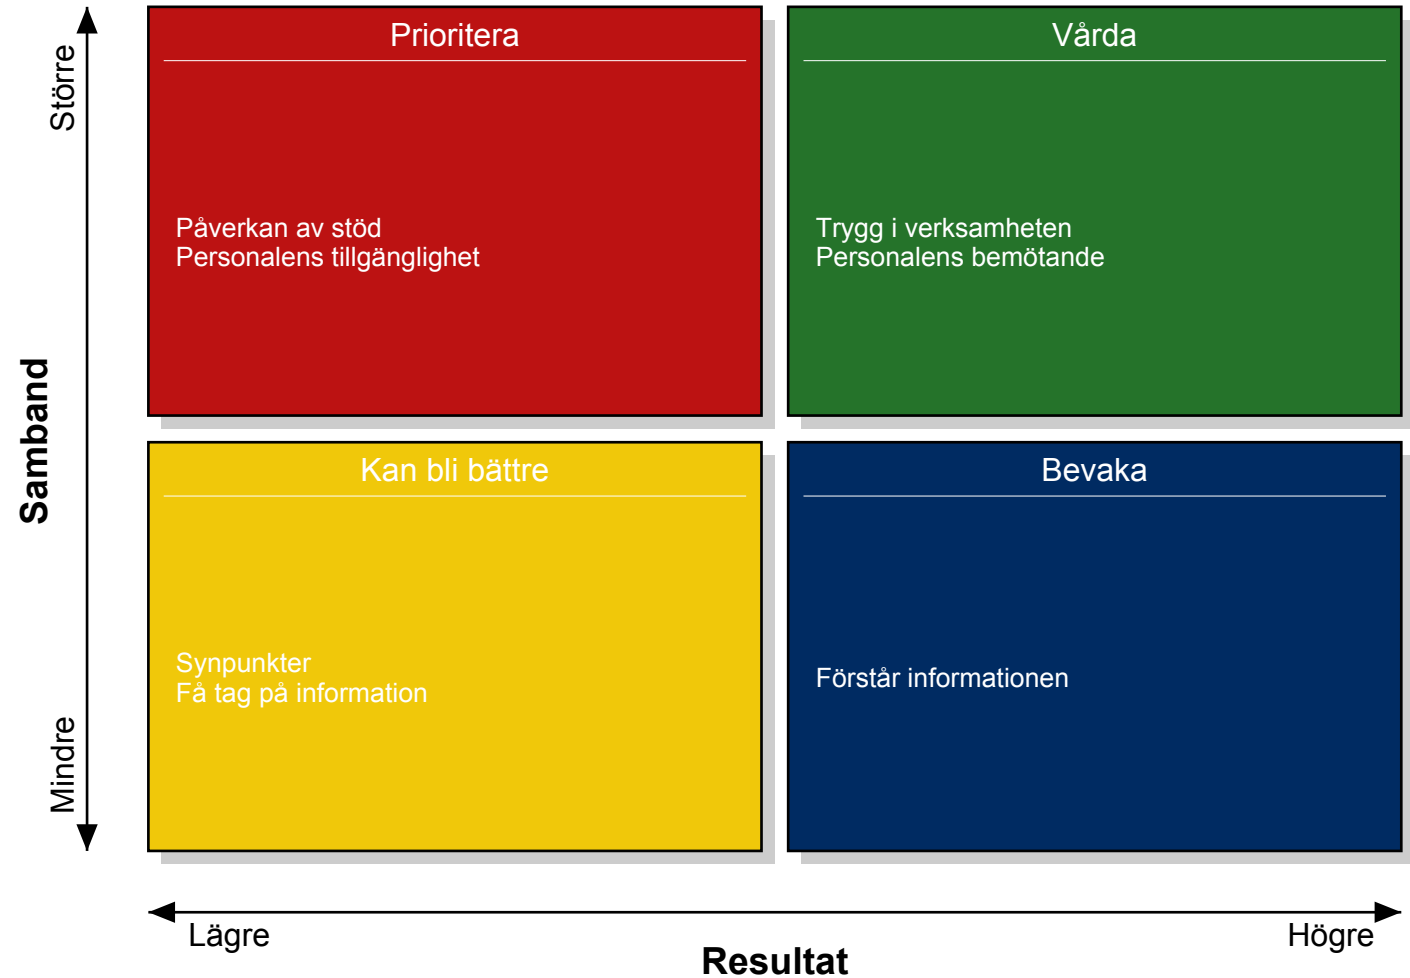 Större
Samband
Mindre
Prioritera
Påverkan av stöd
Personalens tillgänglighet
Vårda
Trygg i verksamheten
Personalens bemötande
Kan bli bättre
Synpunkter
Få tag på information
Bevaka
Förstår informationen
Lägre
Resultat
Högre